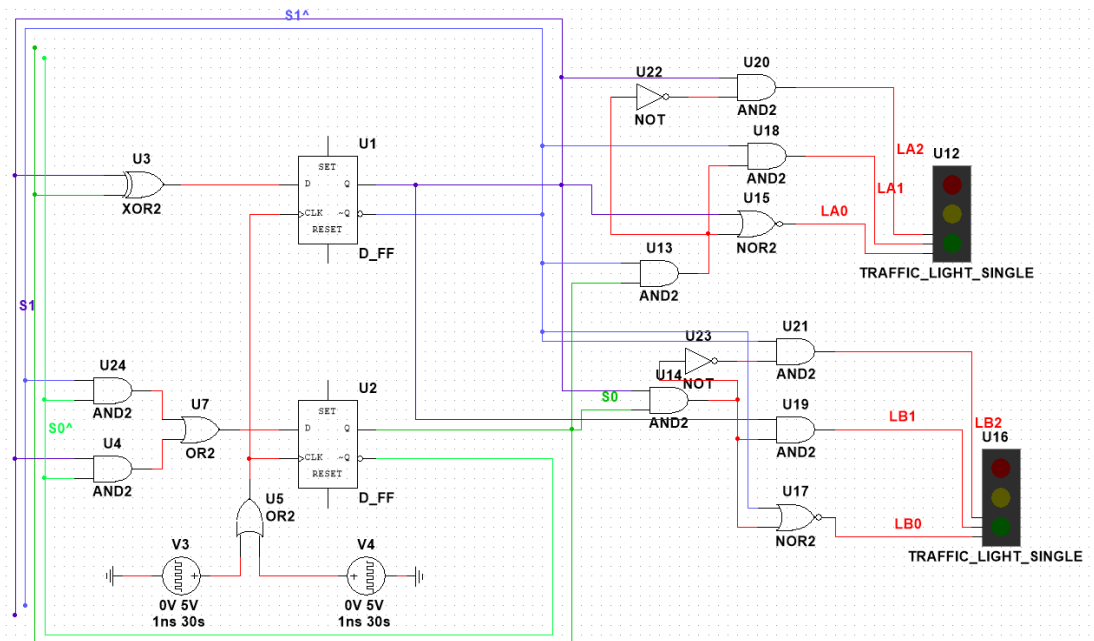 S1^
U20
U22
AND2
NOT
U18
LA2
U12
U1
AND2
SET
U3
LA1
D
Q
U15
XOR2
CLK
~Q
LA0
RESET
NOR2
D_FF
U13
TRAFFIC_LIGHT_SINGLE
AND2
S1
U21
U23
U24
U14
NOT
AND2
U2
S0
AND2
U7
SET
U19
LB1
LB2
S0^
AND2
D
Q
U16
U4
OR2
AND2
CLK
~Q
AND2
RESET
U17
D_FF
U5
OR2
LB0
V3
V4
NOR2
TRAFFIC_LIGHT_SINGLE
0V 5V
1ns 30s
0V 5V
1ns 30s